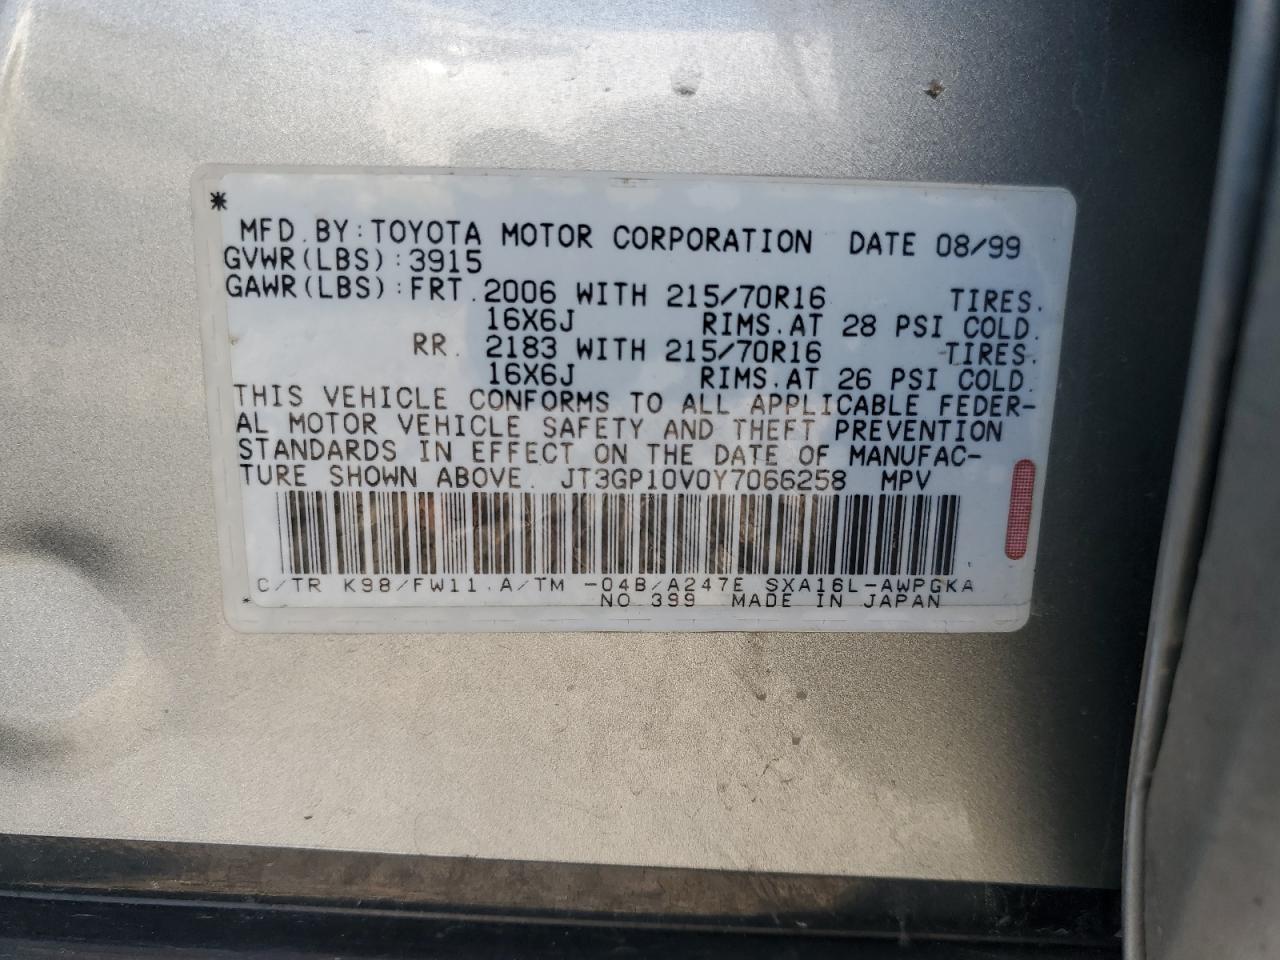 *
MFD. BY: TOYOTA MOTOR CORPORATION DATE 08/99
GVWR(LBS): 3915
GAWR(LBS): FRT. 2006 WITH 215/70R16 TIRES.
16X6J RIMS. AT 28 PSI COLD.
RR. 2183 WITH 215/70R16 TIRES.
16X6J RIMS. AT 26 PSI COLD.
THIS VEHICLE CONFORMS TO ALL APPLICABLE FEDER-
AL MOTOR VEHICLE SAFETY AND THEFT PREVENTION
STANDARDS IN EFFECT ON THE DATE OF MANUFAC-
TURE SHOWN ABOVE. JT3GP10V0Y7066258 MPV
C/TR K98/FW11. A/TM -04B/A247E SXA16L-AWPGKA
* NO.399 MADE IN JAPAN